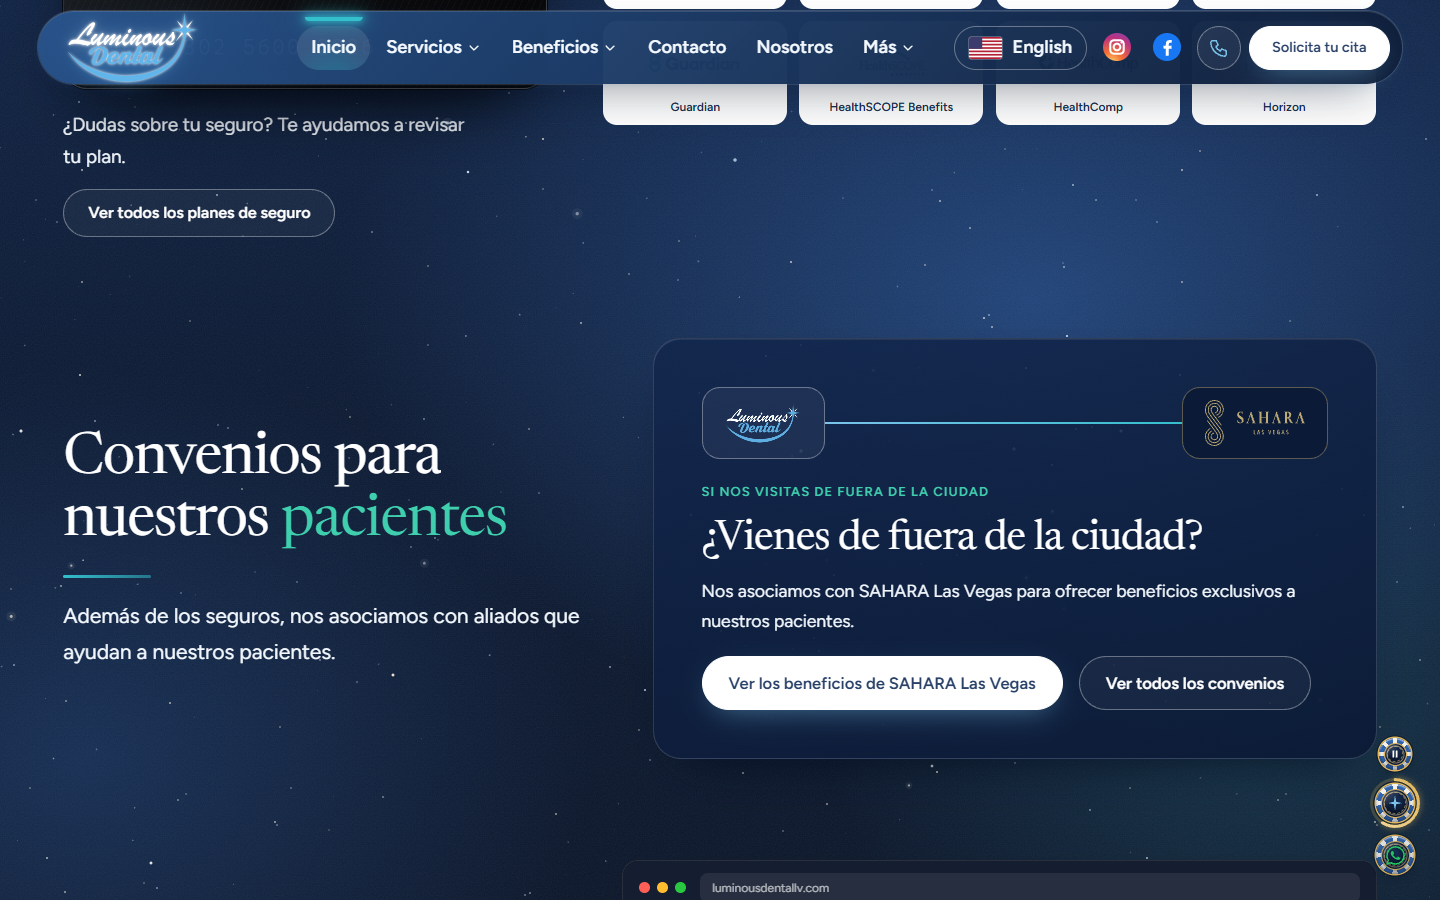 Luminous
Dental
Inicio
Servicios
Beneficios
Contacto
Nosotros
Más
English
Solicita tu cita
Guardian
HealthSCOPE Benefits
HealthComp
Horizon
¿Dudas sobre tu seguro? Te ayudamos a revisar
tu plan.
Ver todos los planes de seguro
Convenios para
nuestros pacientes
Además de los seguros, nos asociamos con aliados que
ayudan a nuestros pacientes.
Luminous
Dental
SAHARA
LAS VEGAS
SI NOS VISITAS DE FUERA DE LA CIUDAD
¿Vienes de fuera de la ciudad?
Nos asociamos con SAHARA Las Vegas para ofrecer beneficios exclusivos a
nuestros pacientes.
Ver los beneficios de SAHARA Las Vegas
Ver todos los convenios
luminousdentallv.com